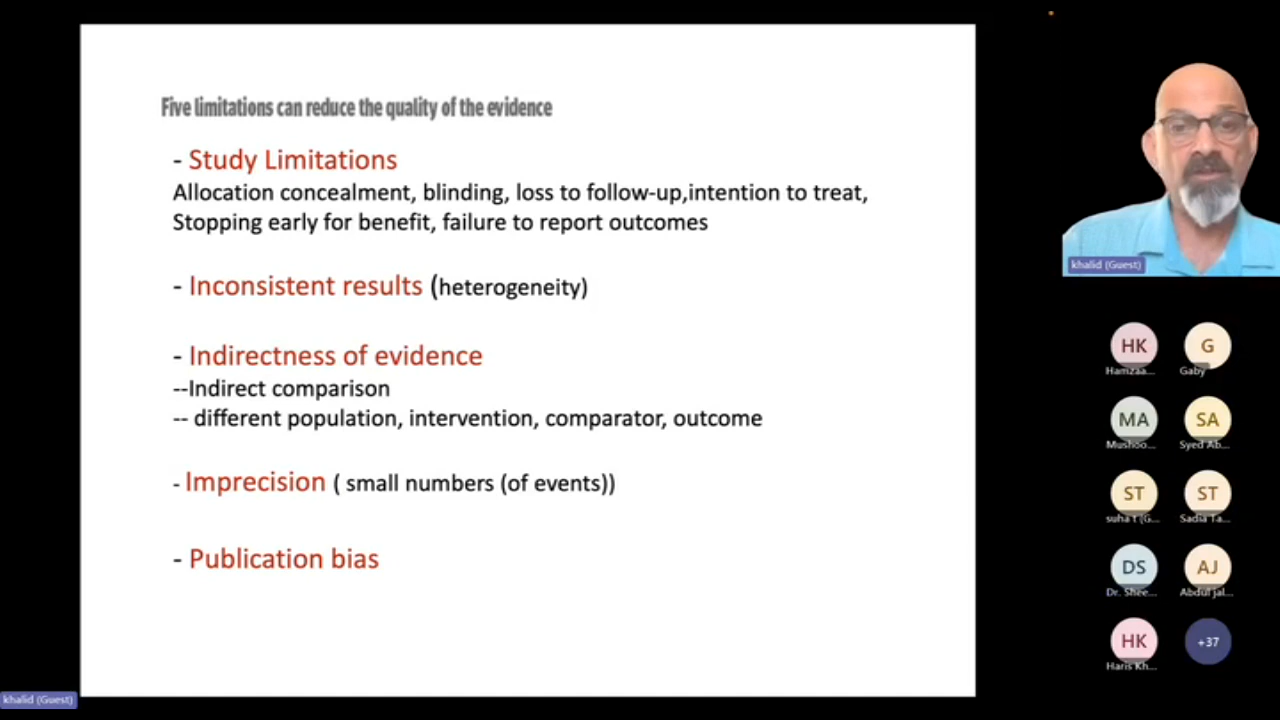 Five limitations can reduce the quality of the evidence
- Study Limitations
Allocation concealment, blinding, loss to follow-up,intention to treat,
Stopping early for benefit, failure to report outcomes
- Inconsistent results (heterogeneity)
- Indirectness of evidence
--Indirect comparison
-- different population, intervention, comparator, outcome
- Imprecision ( small numbers (of events))
- Publication bias
khalid (Guest)
HK
Hamzaa...
G
Gaby
MA
Mushoo...
SA
Syed Ab...
ST
suha t (G...
ST
Sadia Ta...
DS
Dr. Shee...
AJ
Abdul jal...
HK
Haris Kh...
+37
khalid (Guest)